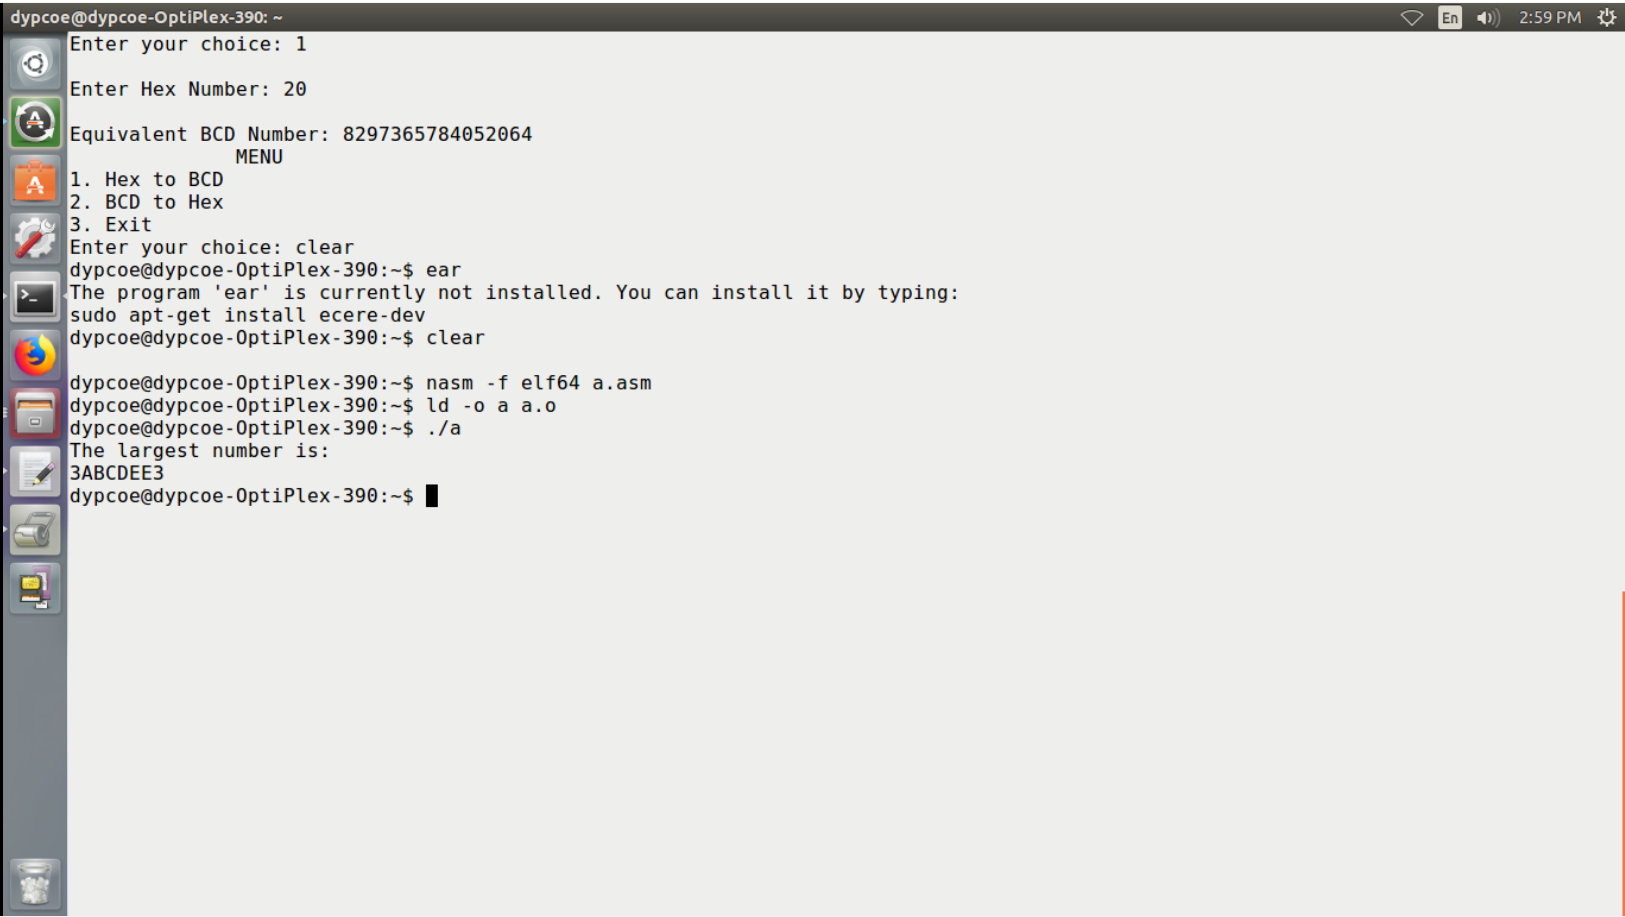 dypcoe@dypcoe-OptiPlex-390: ~
En
2:59 PM
Enter your choice: 1
Enter Hex Number: 20
Equivalent BCD Number: 8297365784052064
MENU
1. Hex to BCD
2. BCD to Hex
3. Exit
Enter your choice: clear
dypcoe@dypcoe-OptiPlex-390:~$ ear
The program 'ear' is currently not installed. You can install it by typing:
sudo apt-get install ecere-dev
dypcoe@dypcoe-OptiPlex-390:~$ clear
dypcoe@dypcoe-OptiPlex-390:~$ nasm -f elf64 a.asm
dypcoe@dypcoe-OptiPlex-390:~$ ld -o a a.o
dypcoe@dypcoe-OptiPlex-390:~$ ./a
The largest number is:
3ABCDEE3
dypcoe@dypcoe-OptiPlex-390:~$